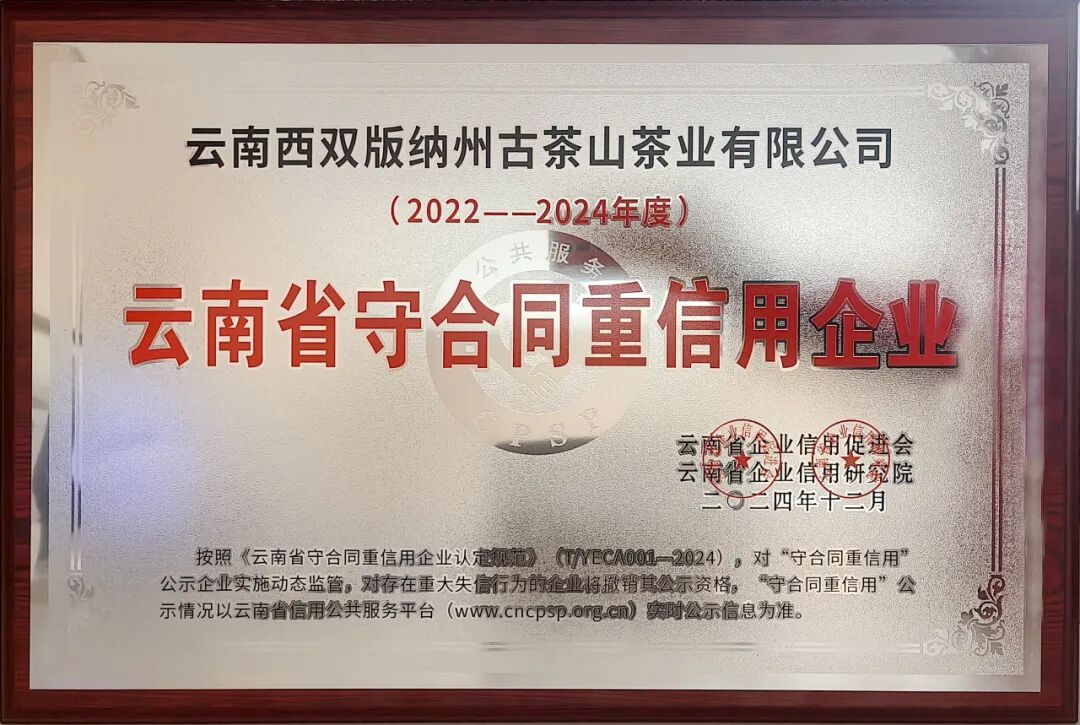 云南西双版纳州古茶山茶业有限公司
（2022——2024年度）
公共服务
云南省守合同重信用企业
CPSP
云南省企业信用促进会
云南省企业信用研究院
二〇二四年十二月
按照《云南省守合同重信用企业认定规范》（T/YECA001—2024），对“守合同重信用”
公示企业实施动态监管，对存在重大失信行为的企业将撤销其公示资格，“守合同重信用”公
示情况以云南省信用公共服务平台（www.cncpsp.org.cn）实时公示信息为准。